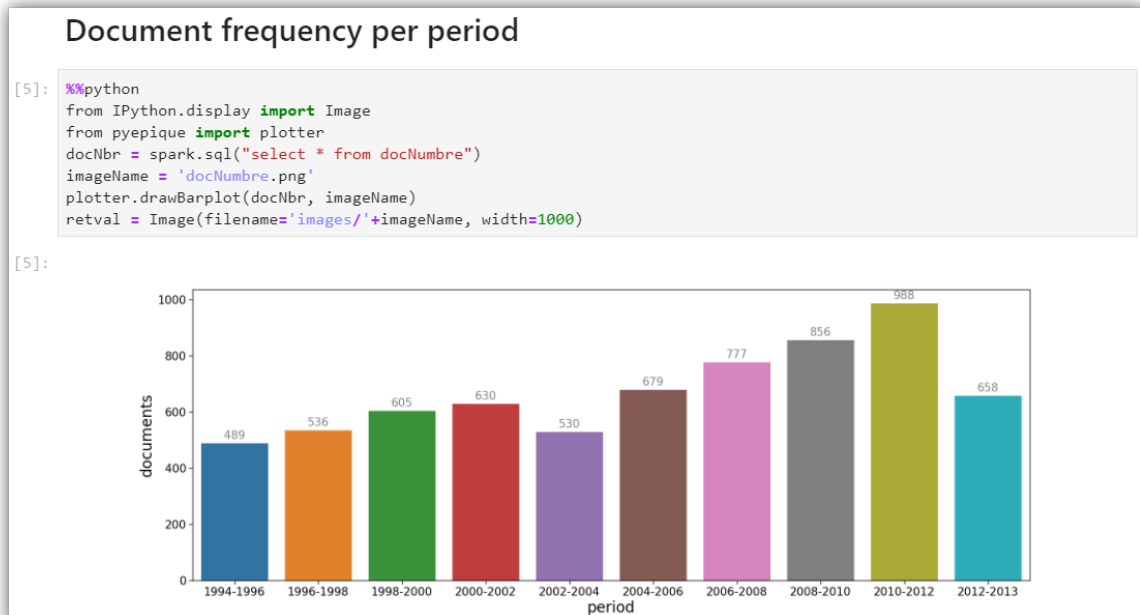 Document frequency per period
[5]: %%python
from IPython.display import Image
from pyepique import plotter
docNbr = spark.sql("select * from docNumbre")
imageName = 'docNumbre.png'
plotter.drawBarplot(docNbr, imageName)
retval = Image(filename='images/'+imageName, width=1000)
[5]:
1000
800
600
400
200
0
documents
489
536
605
630
530
679
777
856
988
658
1994-1996 1996-1998 1998-2000 2000-2002 2002-2004 2004-2006 2006-2008 2008-2010 2010-2012 2012-2013
period